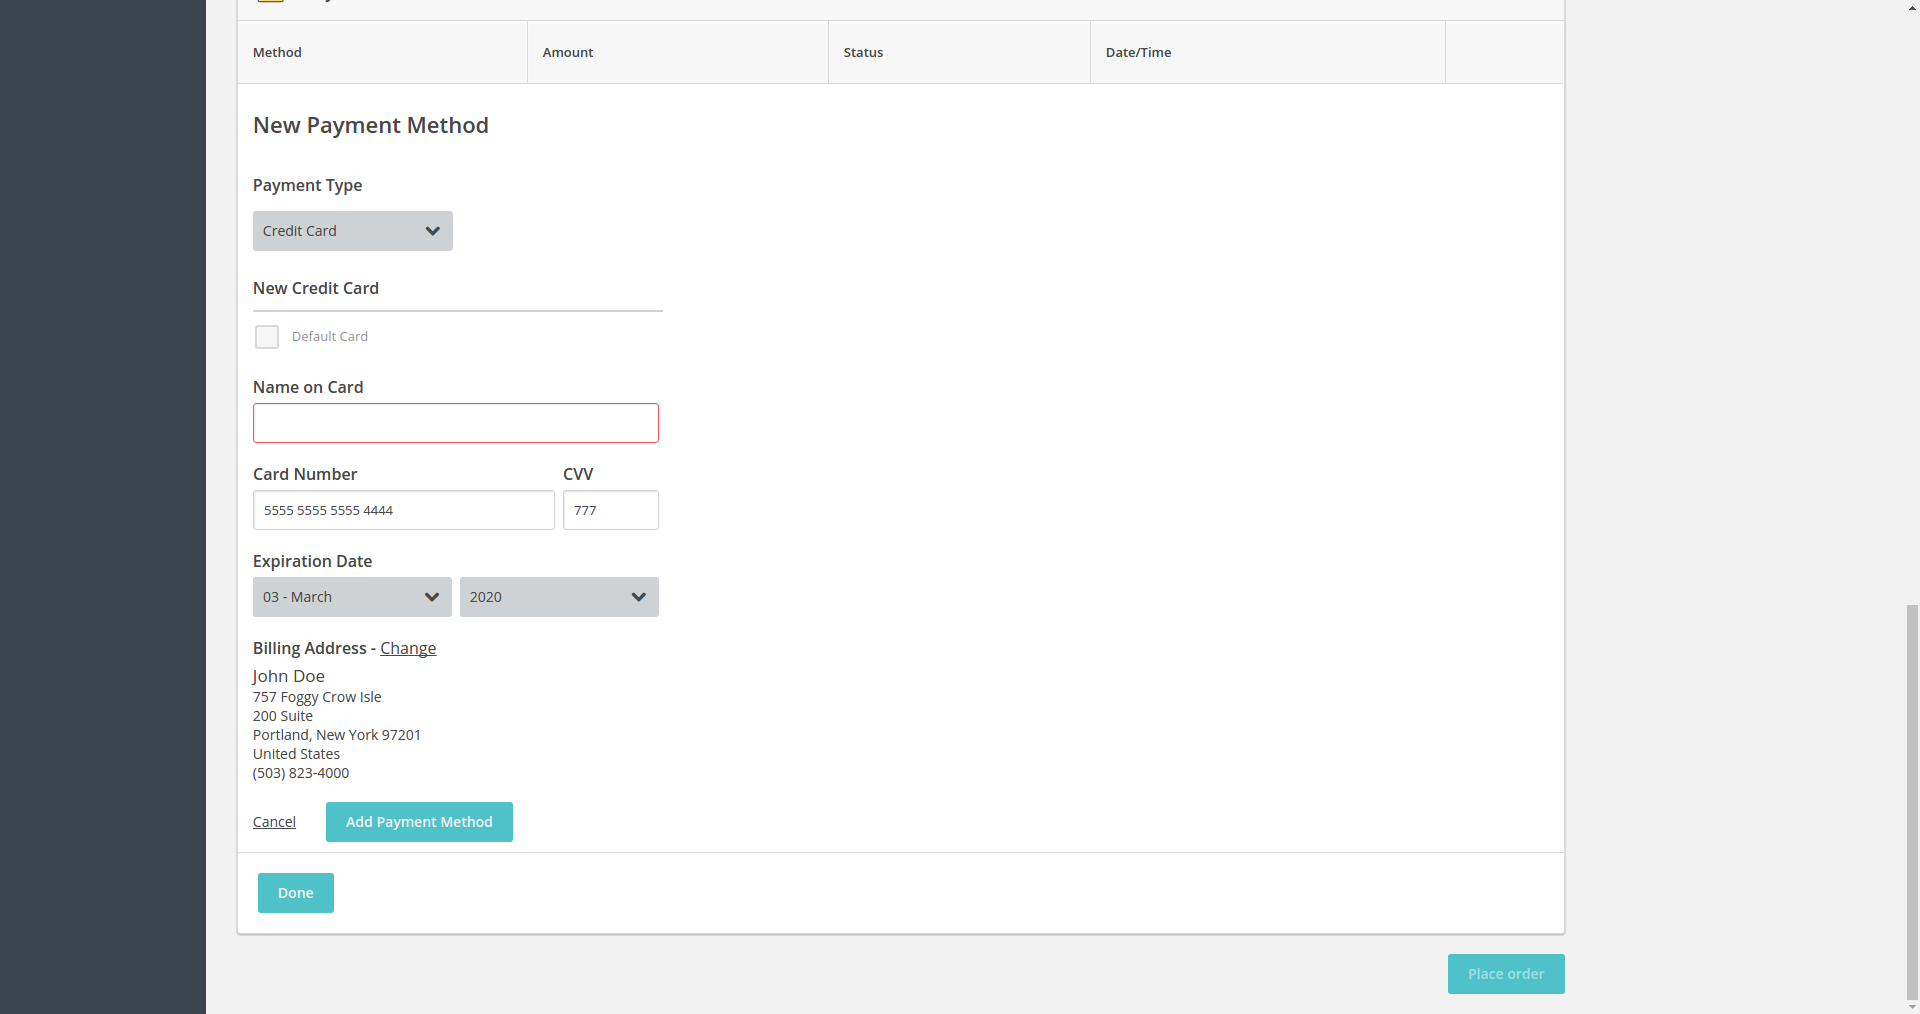 Method Amount Status Date/Time
New Payment Method
Payment Type
Credit Card
New Credit Card
Default Card
Name on Card
Card Number CVV
5555 5555 5555 4444 777
Expiration Date
03 - March 2020
Billing Address - Change
John Doe
757 Foggy Crow Isle
200 Suite
Portland, New York 97201
United States
(503) 823-4000
Cancel Add Payment Method
Done
Place order